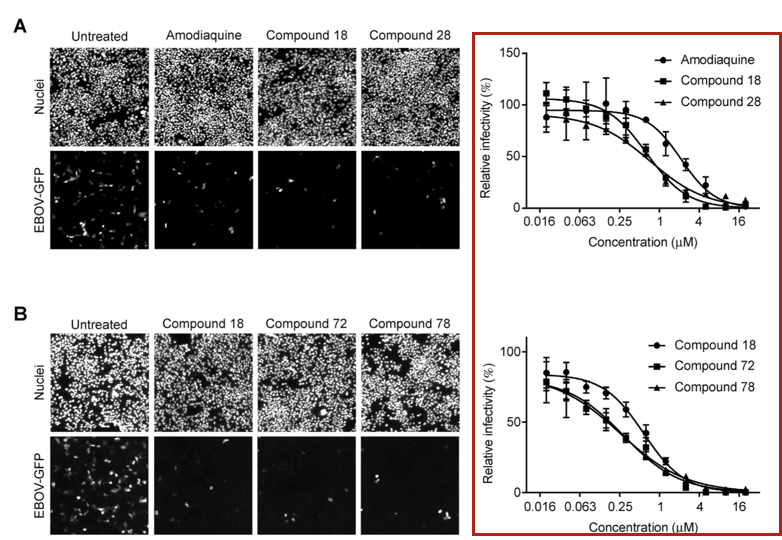 A
Untreated Amodiaquine Compound 18 Compound 28
Nuclei
EBOV-GFP
150
100
50
0
Relative infectivity (%)
Amodiaquine
Compound 18
Compound 28
0.016 0.063 0.25 1 4 16
Concentration (μM)
B
Untreated Compound 18 Compound 72 Compound 78
Nuclei
EBOV-GFP
100
50
0
Relative infectivity (%)
Compound 18
Compound 72
Compound 78
0.016 0.063 0.25 1 4 16
Concentration (μM)